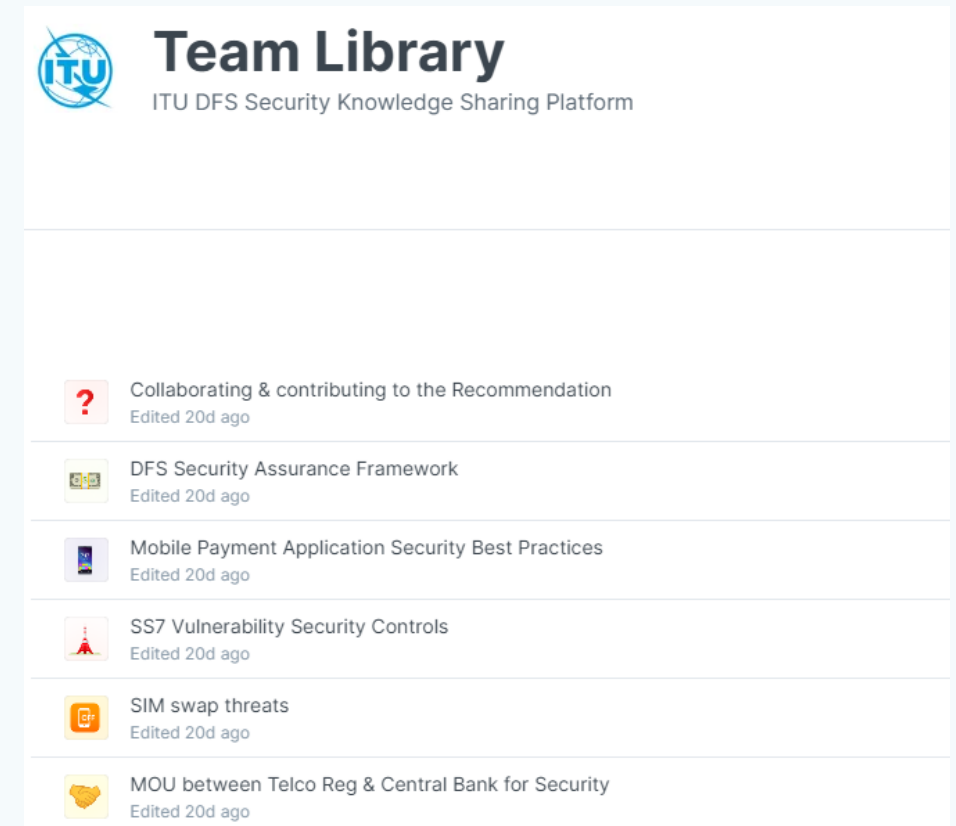 ITU
Team Library
ITU DFS Security Knowledge Sharing Platform
?
Collaborating & contributing to the Recommendation
Edited 20d ago
DFS Security Assurance Framework
Edited 20d ago
Mobile Payment Application Security Best Practices
Edited 20d ago
SS7 Vulnerability Security Controls
Edited 20d ago
OFF
SIM swap threats
Edited 20d ago
MOU between Telco Reg & Central Bank for Security
Edited 20d ago